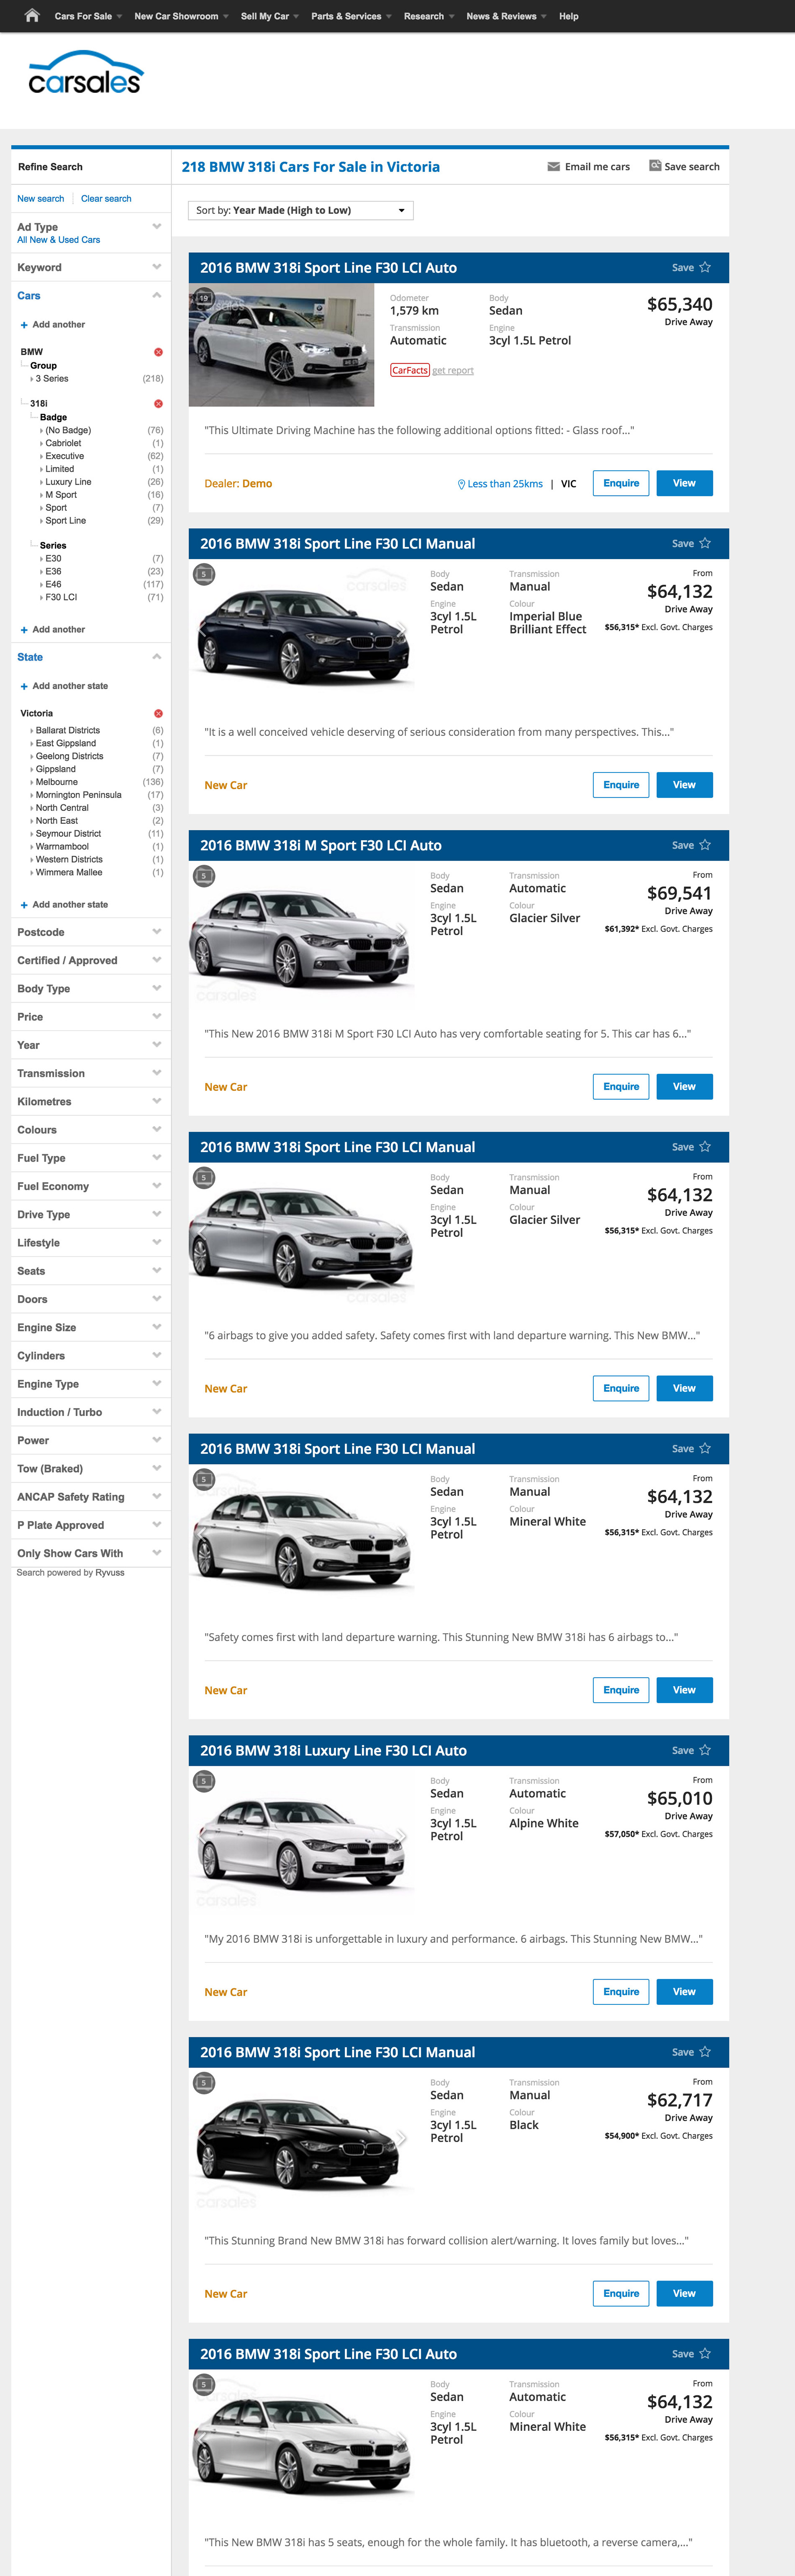 Cars For Sale New Car Showroom Sell My Car Parts & Services Research News & Reviews Help
carsales
Refine Search
New search Clear search
Ad Type
All New & Used Cars
Keyword
Cars
+ Add another
BMW
Group
3 Series (218)
318i
Badge
(No Badge) (76)
Cabriolet (1)
Executive (62)
Limited (1)
Luxury Line (26)
M Sport (16)
Sport (7)
Sport Line (29)
Series
E30 (7)
E36 (23)
E46 (117)
F30 LCI (71)
+ Add another
State
+ Add another state
Victoria
Ballarat Districts (6)
East Gippsland (1)
Geelong Districts (7)
Gippsland (7)
Melbourne (136)
Mornington Peninsula (17)
North Central (3)
North East (2)
Seymour District (11)
Warrnambool (1)
Western Districts (1)
Wimmera Mallee (1)
+ Add another state
Postcode
Certified / Approved
Body Type
Price
Year
Transmission
Kilometres
Colours
Fuel Type
Fuel Economy
Drive Type
Lifestyle
Seats
Doors
Engine Size
Cylinders
Engine Type
Induction / Turbo
Power
Tow (Braked)
ANCAP Safety Rating
P Plate Approved
Only Show Cars With
Search powered by Ryvuss
218 BMW 318i Cars For Sale in Victoria
Email me cars Save search
Sort by: Year Made (High to Low)
2016 BMW 318i Sport Line F30 LCI Auto
Save
19
carsales
Odometer
1,579 km
Body
Sedan
Transmission
Automatic
Engine
3cyl 1.5L Petrol
$65,340
Drive Away
CarFacts get report
"This Ultimate Driving Machine has the following additional options fitted: - Glass roof..."
Dealer: Demo
Less than 25kms | VIC
Enquire
View
2016 BMW 318i Sport Line F30 LCI Manual
Save
5
carsales
Body
Sedan
Transmission
Manual
Engine
3cyl 1.5L
Petrol
Colour
Imperial Blue
Brilliant Effect
From
$64,132
Drive Away
$56,315* Excl. Govt. Charges
"It is a well conceived vehicle deserving of serious consideration from many perspectives. This..."
New Car
Enquire
View
2016 BMW 318i M Sport F30 LCI Auto
Save
5
carsales
Body
Sedan
Transmission
Automatic
Engine
3cyl 1.5L
Petrol
Colour
Glacier Silver
From
$69,541
Drive Away
$61,392* Excl. Govt. Charges
"This New 2016 BMW 318i M Sport F30 LCI Auto has very comfortable seating for 5. This car has 6..."
New Car
Enquire
View
2016 BMW 318i Sport Line F30 LCI Manual
Save
5
carsales
Body
Sedan
Transmission
Manual
Engine
3cyl 1.5L
Petrol
Colour
Glacier Silver
From
$64,132
Drive Away
$56,315* Excl. Govt. Charges
"6 airbags to give you added safety. Safety comes first with land departure warning. This New BMW..."
New Car
Enquire
View
2016 BMW 318i Sport Line F30 LCI Manual
Save
5
Body
Sedan
Transmission
Manual
Engine
3cyl 1.5L
Petrol
Colour
Mineral White
From
$64,132
Drive Away
$56,315* Excl. Govt. Charges
"Safety comes first with land departure warning. This Stunning New BMW 318i has 6 airbags to..."
New Car
Enquire
View
2016 BMW 318i Luxury Line F30 LCI Auto
Save
5
carsales
Body
Sedan
Transmission
Automatic
Engine
3cyl 1.5L
Petrol
Colour
Alpine White
From
$65,010
Drive Away
$57,050* Excl. Govt. Charges
"My 2016 BMW 318i is unforgettable in luxury and performance. 6 airbags. This Stunning New BMW..."
New Car
Enquire
View
2016 BMW 318i Sport Line F30 LCI Manual
Save
5
carsales
Body
Sedan
Transmission
Manual
Engine
3cyl 1.5L
Petrol
Colour
Black
From
$62,717
Drive Away
$54,900* Excl. Govt. Charges
"This Stunning Brand New BMW 318i has forward collision alert/warning. It loves family but loves..."
New Car
Enquire
View
2016 BMW 318i Sport Line F30 LCI Auto
Save
5
carsales
Body
Sedan
Transmission
Automatic
Engine
3cyl 1.5L
Petrol
Colour
Mineral White
From
$64,132
Drive Away
$56,315* Excl. Govt. Charges
"This New BMW 318i has 5 seats, enough for the whole family. It has bluetooth, a reverse camera,..."